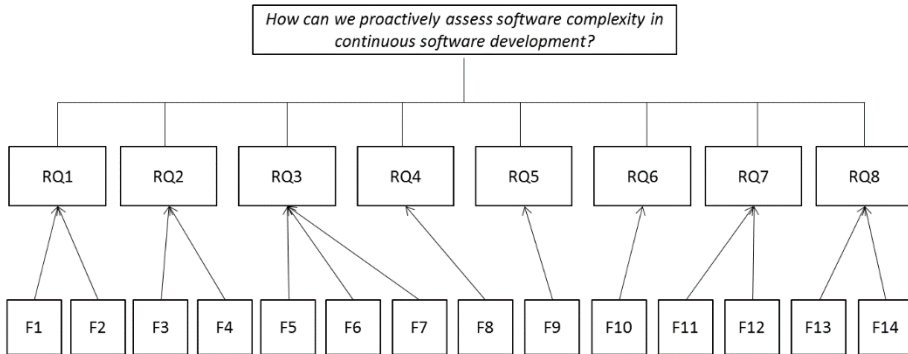 How can we proactively assess software complexity in
continuous software development?
RQ1 RQ2 RQ3 RQ4 RQ5 RQ6 RQ7 RQ8
F1 F2 F3 F4 F5 F6 F7 F8 F9 F10 F11 F12 F13 F14